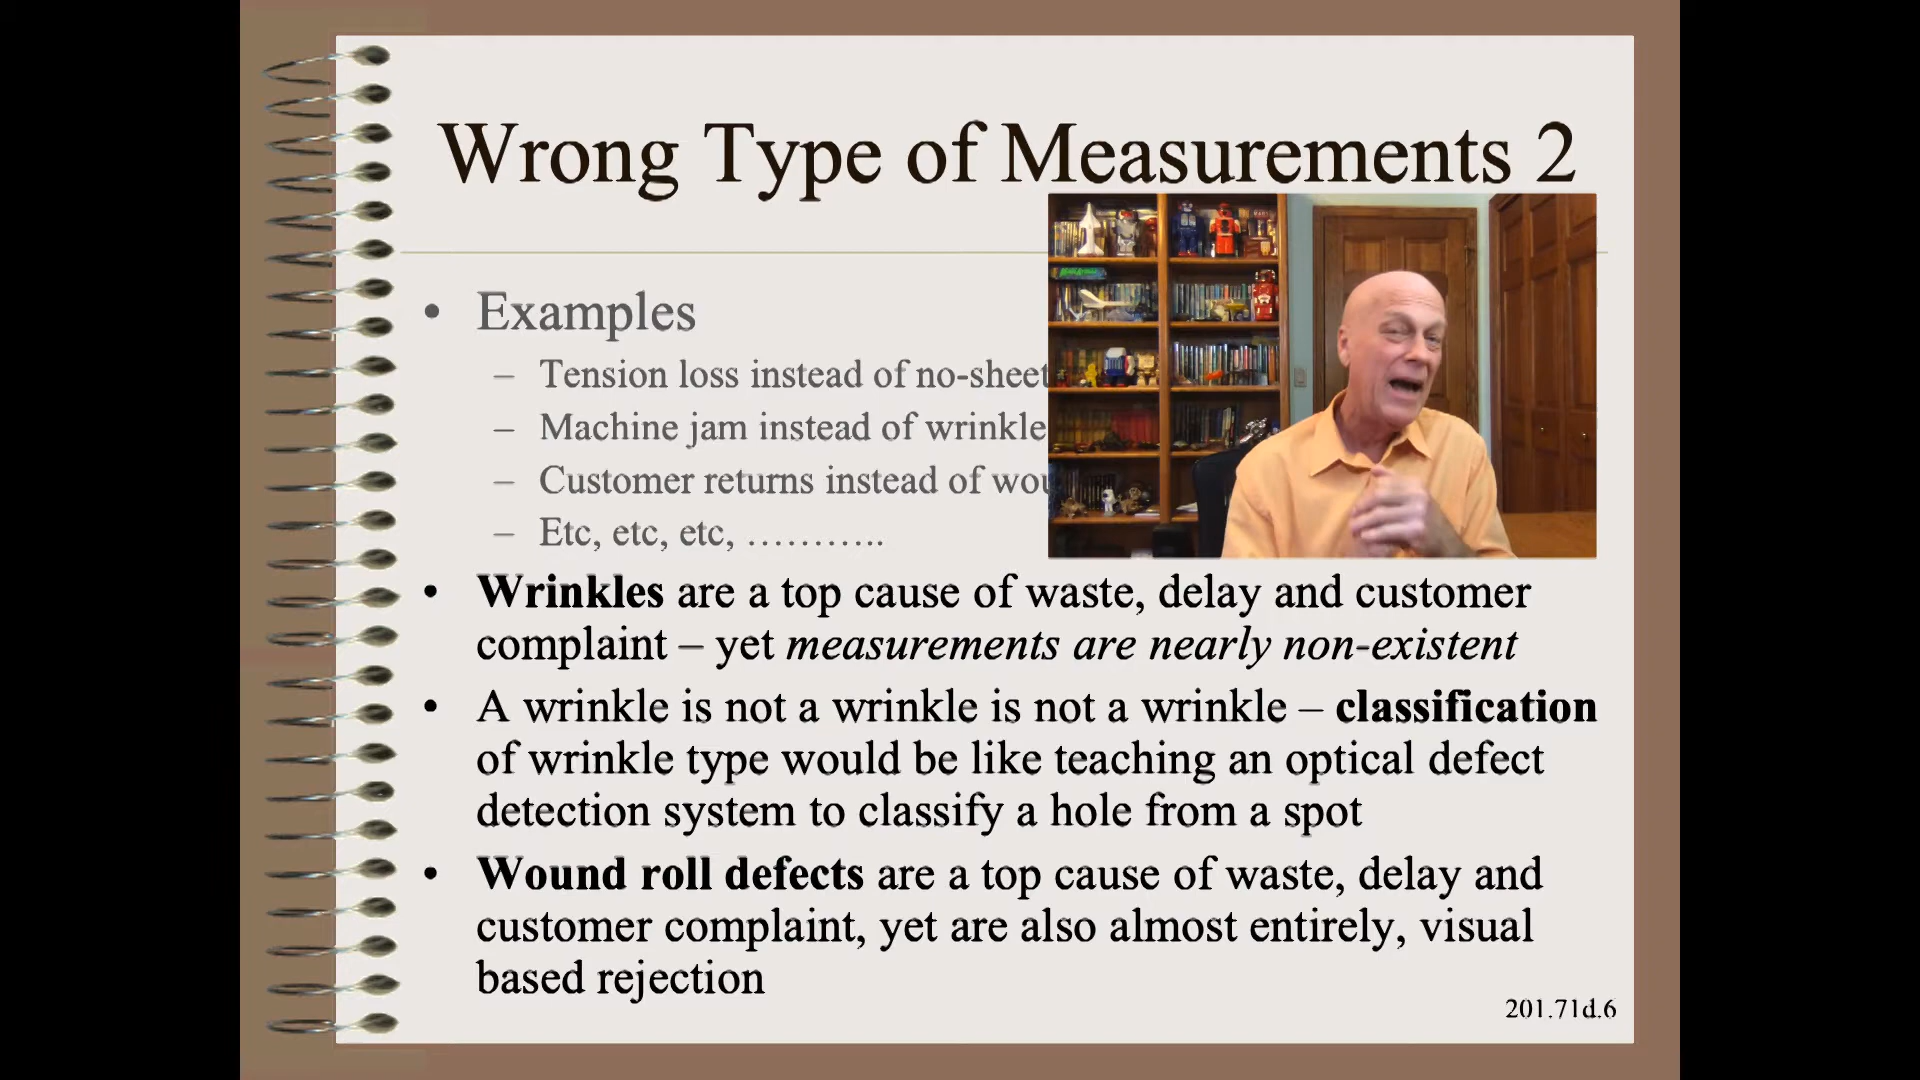 Wrong Type of Measurements 2
• Examples
– Tension loss instead of no-sheet
– Machine jam instead of wrinkle
– Customer returns instead of
– Etc, etc, etc, ………..
• Wrinkles are a top cause of waste, delay and customer
complaint – yet measurements are nearly non-existent
• A wrinkle is not a wrinkle is not a wrinkle – classification
of wrinkle type would be like teaching an optical defect
detection system to classify a hole from a spot
• Wound roll defects are a top cause of waste, delay and
customer complaint, yet are also almost entirely, visual
based rejection
201.71d.6